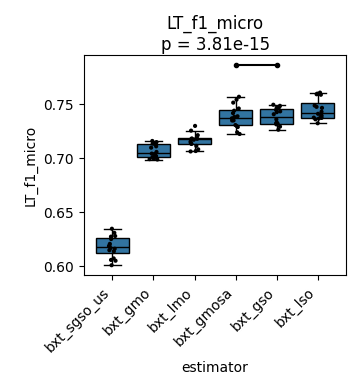 LT_f1_micro
p = 3.81e-15
LT_f1_micro
0.75
0.70
0.65
0.60
bxt_sgso_us
bxt_gmo
bxt_lmo
bxt_gmosa
bxt_gso
bxt_lso
estimator